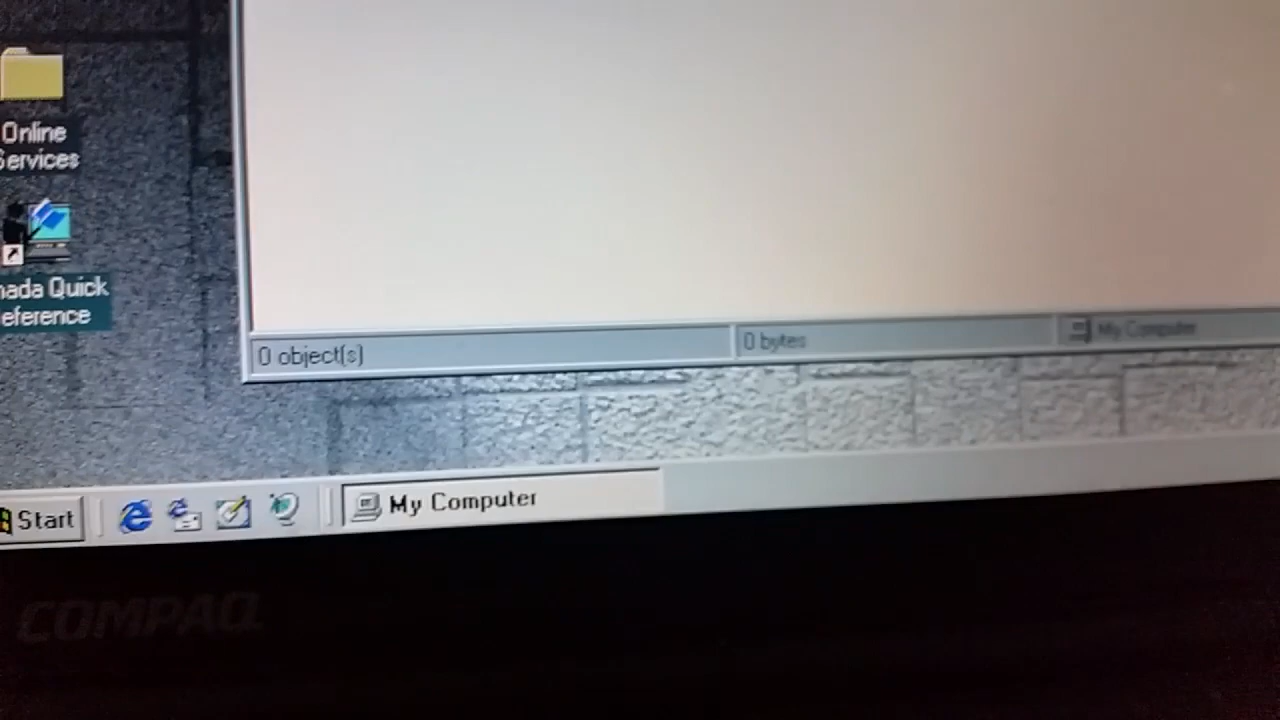 Online
Services
nada Quick
eference
0 object(s)
0 bytes
My Computer
Start
My Computer
COMPAQ